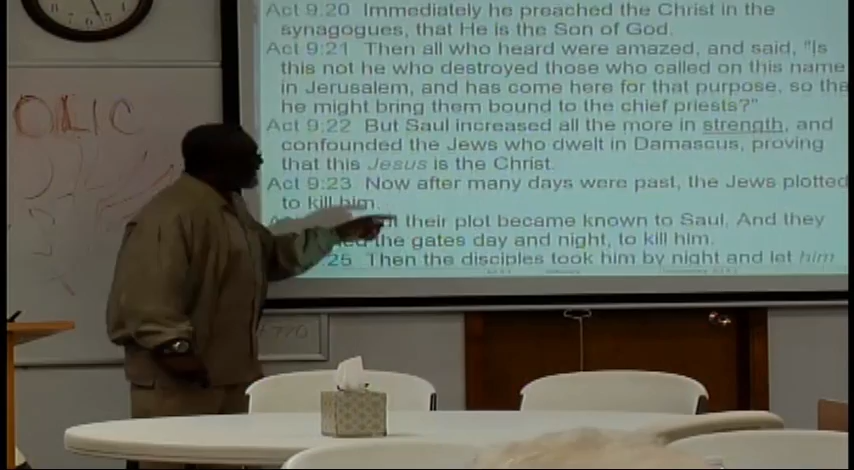 Act 9:20 Immediately he preached the Christ in the
synagogues, that He is the Son of God.
Act 9:21 Then all who heard were amazed, and said, "Is
this not he who destroyed those who called on this name
in Jerusalem, and has come here for that purpose, so tha
he might bring them bound to the chief priests?"
Act 9:22 But Saul increased all the more in strength, and
confounded the Jews who dwelt in Damascus, proving
that this Jesus is the Christ.
Act 9:23 Now after many days were past, the Jews plotted
to kill him.
their plot became known to Saul, And they
the gates day and night, to kill him.
:25 Then the disciples took him by night and let him
OLIC